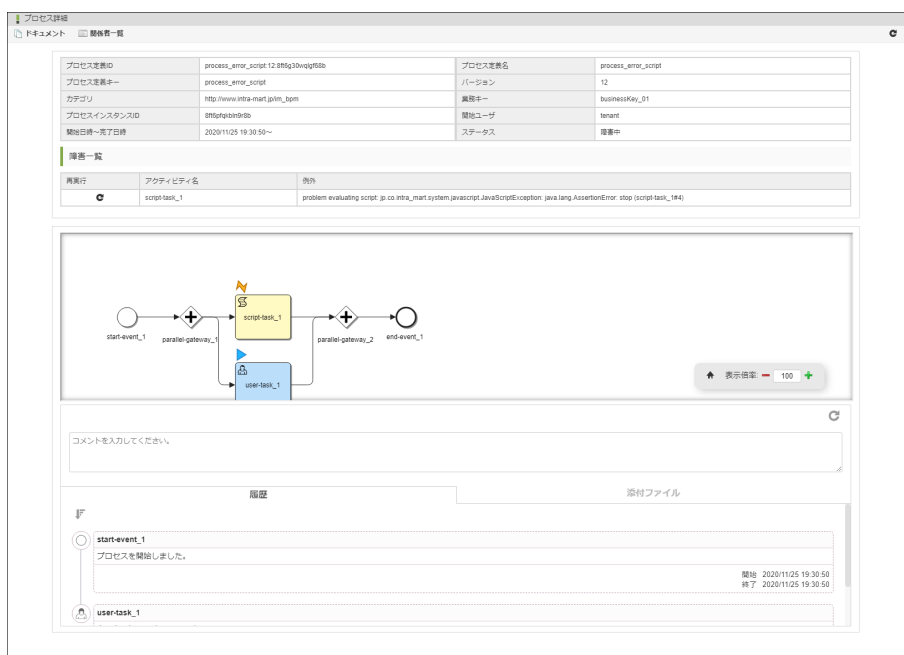 プロセス詳細
ドキュメント 関係者一覧
プロセス定義ID process_error_script:12:8ft6g30wqigf68b プロセス定義名 process_error_script
プロセス定義キー process_error_script バージョン 12
カテゴリ http://www.intra-mart.jp/im_bpm 業務キー businessKey_01
プロセスインスタンスID 8ft6pfqkbln9r8b 開始ユーザ tenant
開始日時～完了日時 2020/11/25 19:30:50～ ステータス 障害中
障害一覧
再実行 アクティビティ名 例外
script-task_1 problem evaluating script: jp.co.intra_mart.system.javascript.JavaScriptException: java.lang.AssertionError: stop (script-task_1#4)
script-task_1
start-event_1 parallel-gateway_1 parallel-gateway_2 end-event_1
user-task_1
表示倍率: 100
コメントを入力してください。
履歴 添付ファイル
start-event_1
プロセスを開始しました。
開始 2020/11/25 19:30:50
終了 2020/11/25 19:30:50
user-task_1